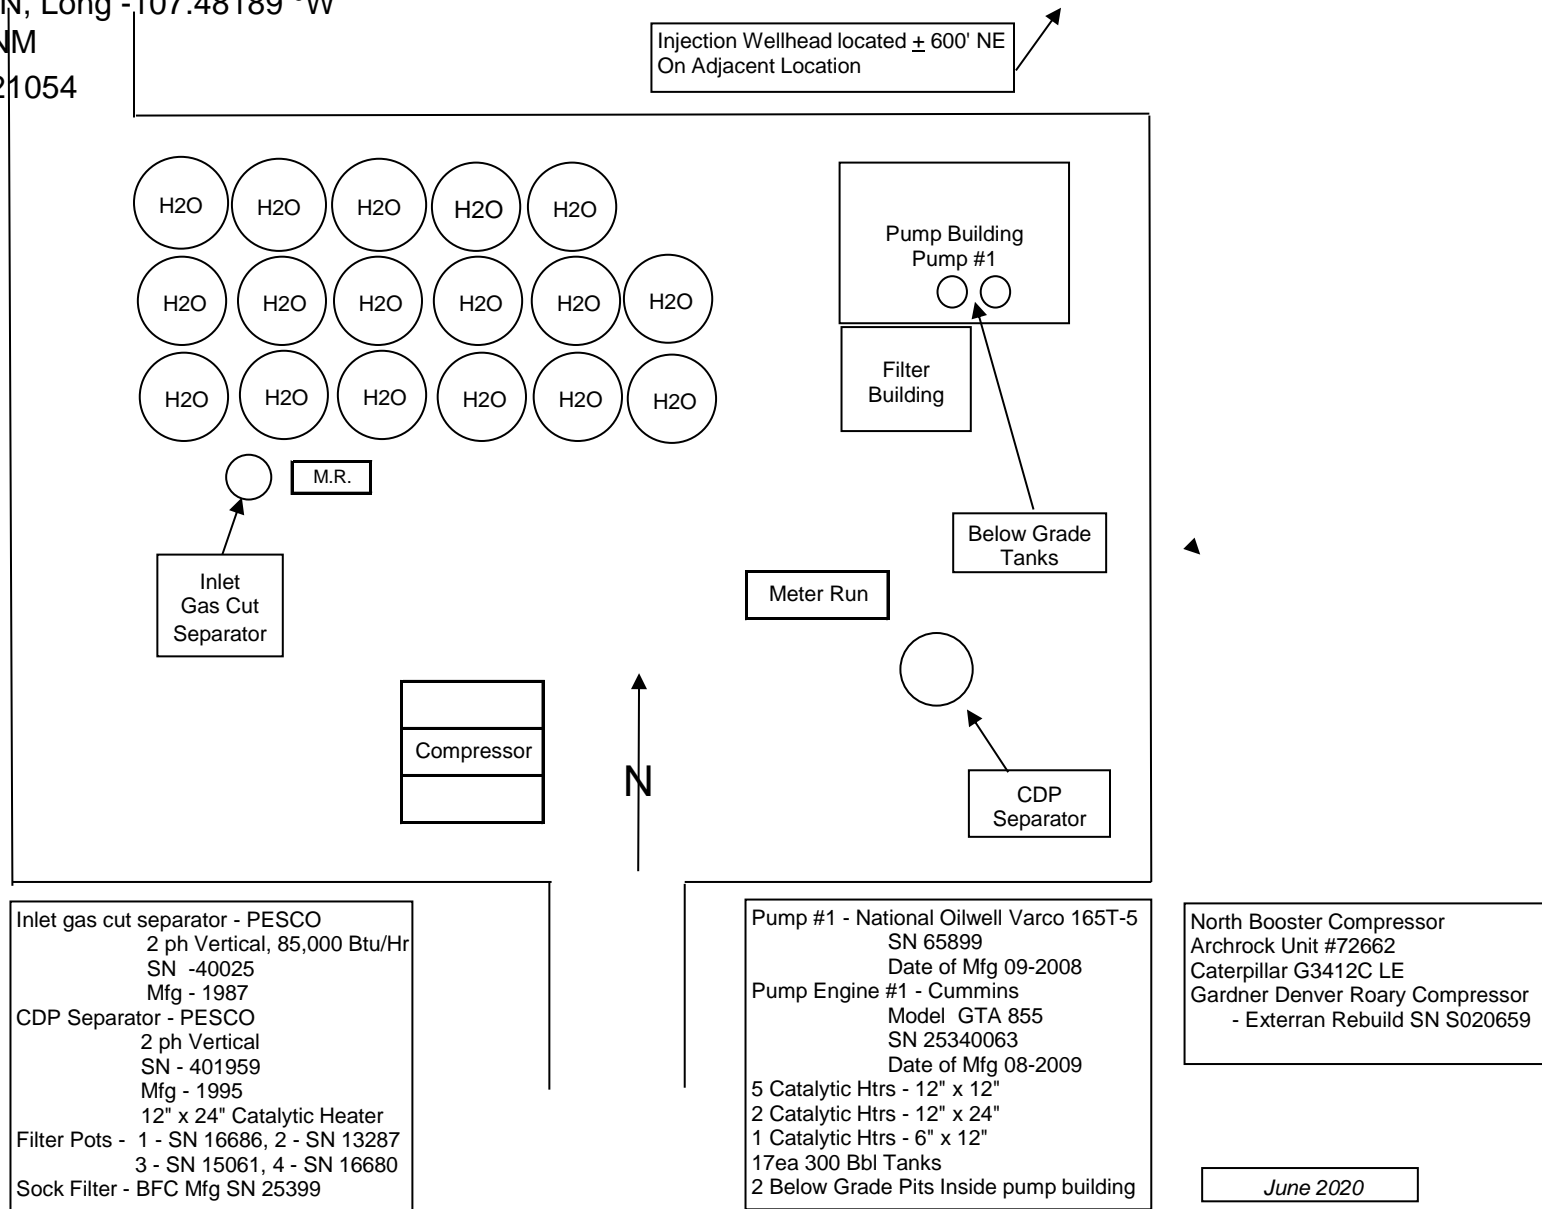 N, Long -107.48189 °W
NM
21054
Injection Wellhead located + 600' NE
On Adjacent Location
H2O H2O H2O H2O H2O
H2O H2O H2O H2O H2O H2O
H2O H2O H2O H2O H2O H2O
Pump Building
Pump #1
Filter
Building
M.R.
Below Grade
Tanks
Inlet
Gas Cut
Separator
Meter Run
Compressor
N
CDP
Separator
Inlet gas cut separator - PESCO
2 ph Vertical, 85,000 Btu/Hr
SN -40025
Mfg - 1987
CDP Separator - PESCO
2 ph Vertical
SN - 401959
Mfg - 1995
12" x 24" Catalytic Heater
Filter Pots - 1 - SN 16686, 2 - SN 13287
3 - SN 15061, 4 - SN 16680
Sock Filter - BFC Mfg SN 25399
Pump #1 - National Oilwell Varco 165T-5
SN 65899
Date of Mfg 09-2008
Pump Engine #1 - Cummins
Model GTA 855
SN 25340063
Date of Mfg 08-2009
5 Catalytic Htrs - 12" x 12"
2 Catalytic Htrs - 12" x 24"
1 Catalytic Htrs - 6" x 12"
17ea 300 Bbl Tanks
2 Below Grade Pits Inside pump building
North Booster Compressor
Archrock Unit #72662
Caterpillar G3412C LE
Gardner Denver Roary Compressor
- Exterran Rebuild SN S020659
June 2020